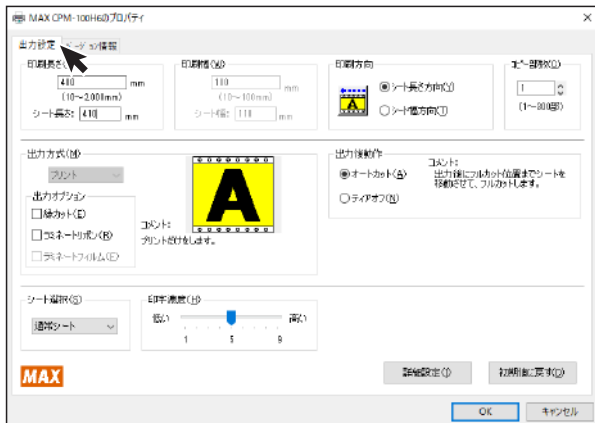 MAX CPM-100H6のプロパティ
出力設定 バージョン情報
印刷長さ(L)
410 mm
(10～2,000mm)
シート長さ: 410 mm
印刷幅(W)
110 mm
(10～100mm)
シート幅: 110 mm
印刷方向
シート長さ方向(Y)
シート幅方向(T)
コピー部数(O)
1
(1～300部)
出力方式(M)
プリント
出力オプション
縁カット(E)
ラミネートリボン(R)
ラミネートフィルム(E)
A
コメント:
プリントだけをします。
出力後動作
オートカット(A)
ティアオフ(N)
コメント:
出力後にフルカット位置までシートを
移動させて、フルカットします。
シート選択(S)
通常シート
印字濃度(H)
低い 高い
1 5 9
MAX
詳細設定(I) 初期値に戻す(D)
OK キャンセル